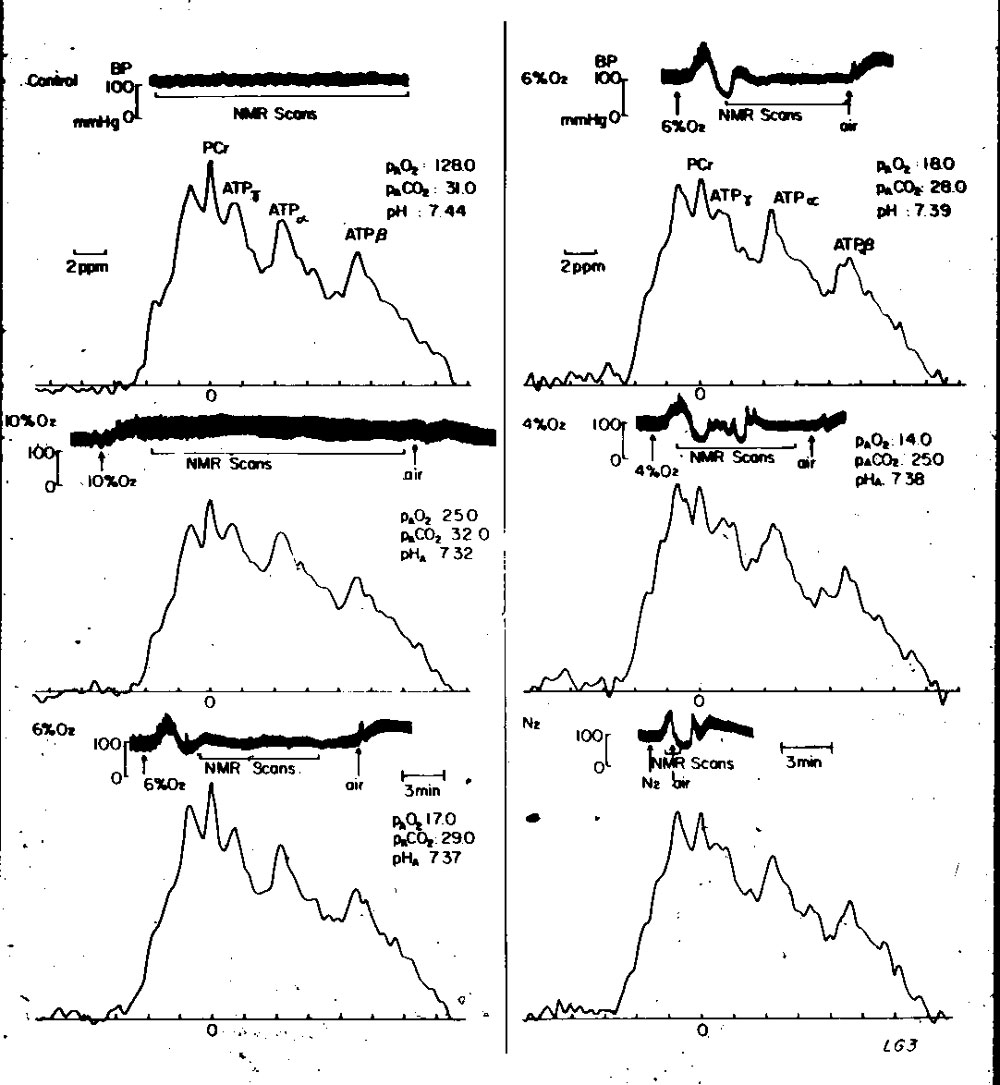 Control
BP
100
0
mmHg
NMR Scans
PCr
ATPγ
ATPα
ATPβ
pAO2 : 128.0
pACO2 : 31.0
pH : 7.44
2ppm
0
10%O2
100
0
10%O2
NMR Scans
air
pAO2 25.0
pACO2 32.0
pHA 7.32
0
6%O2
100
0
6%O2
NMR Scans
air
3min
pAO2 17.0
pACO2: 29.0
pHA 7.37
0
6%O2
BP
100
mmHg 0
6%O2
NMR Scans
air
PCr
ATPγ
ATPα
ATPβ
pAO2 : 18.0
pACO2: 28.0
pH : 7.39
2ppm
0
4%O2
100
0
4%O2
NMR Scans
air
pAO2: 14.0
pACO2: 25.0
pHA 7.38
0
N2
100
0
NMR Scans
N2 air
3min
0
LG3